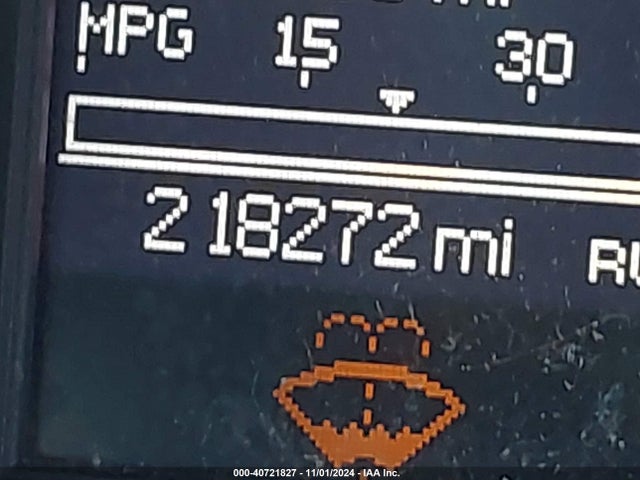 MPG 15 30
218272 mi
000-40721827 - 11/01/2024 - IAA Inc.